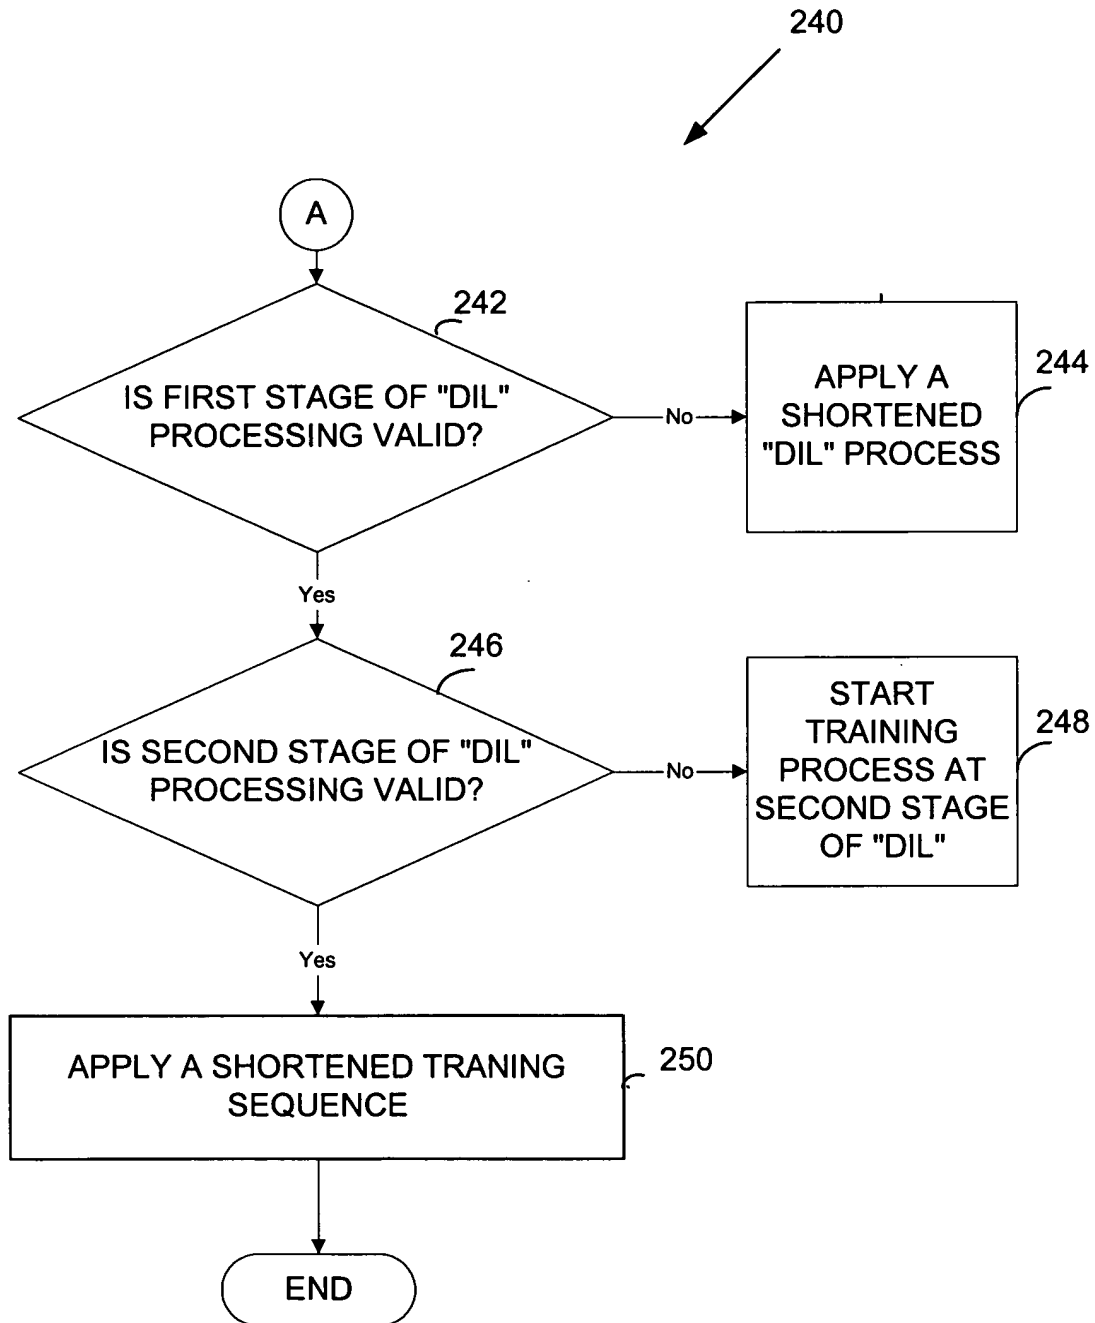 240
A
242
IS FIRST STAGE OF "DIL"
PROCESSING VALID?
No
APPLY A
SHORTENED
"DIL" PROCESS
244
Yes
246
IS SECOND STAGE OF "DIL"
PROCESSING VALID?
No
START
TRAINING
PROCESS AT
SECOND STAGE
OF "DIL"
248
Yes
APPLY A SHORTENED TRANING
SEQUENCE
250
END